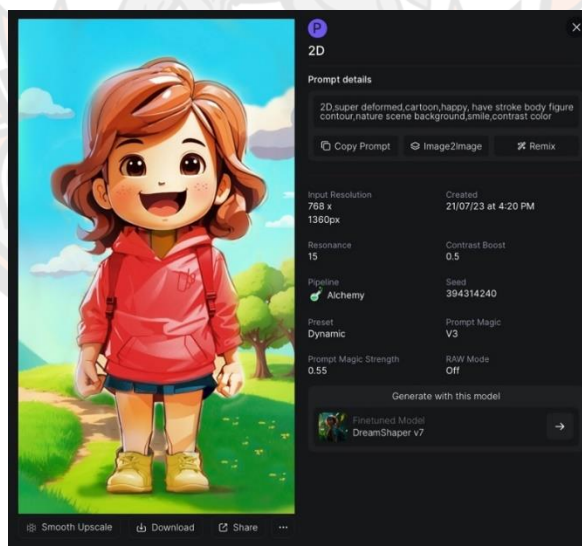 P
2D
Prompt details
2D,super deformed,cartoon,happy, have stroke body figure
contour,nature scene background,smile,contrast color
Copy Prompt
Image2Image
Remix
Input Resolution
768 x
1360px
Created
21/07/23 at 4:20 PM
Resonance
15
Contrast Boost
0.5
Pipeline
Alchemy
Seed
394314240
Preset
Dynamic
Prompt Magic
V3
Prompt Magic Strength
0.55
RAW Mode
Off
Generate with this model
Finetuned Model
DreamShaper v7
Smooth Upscale
Download
Share